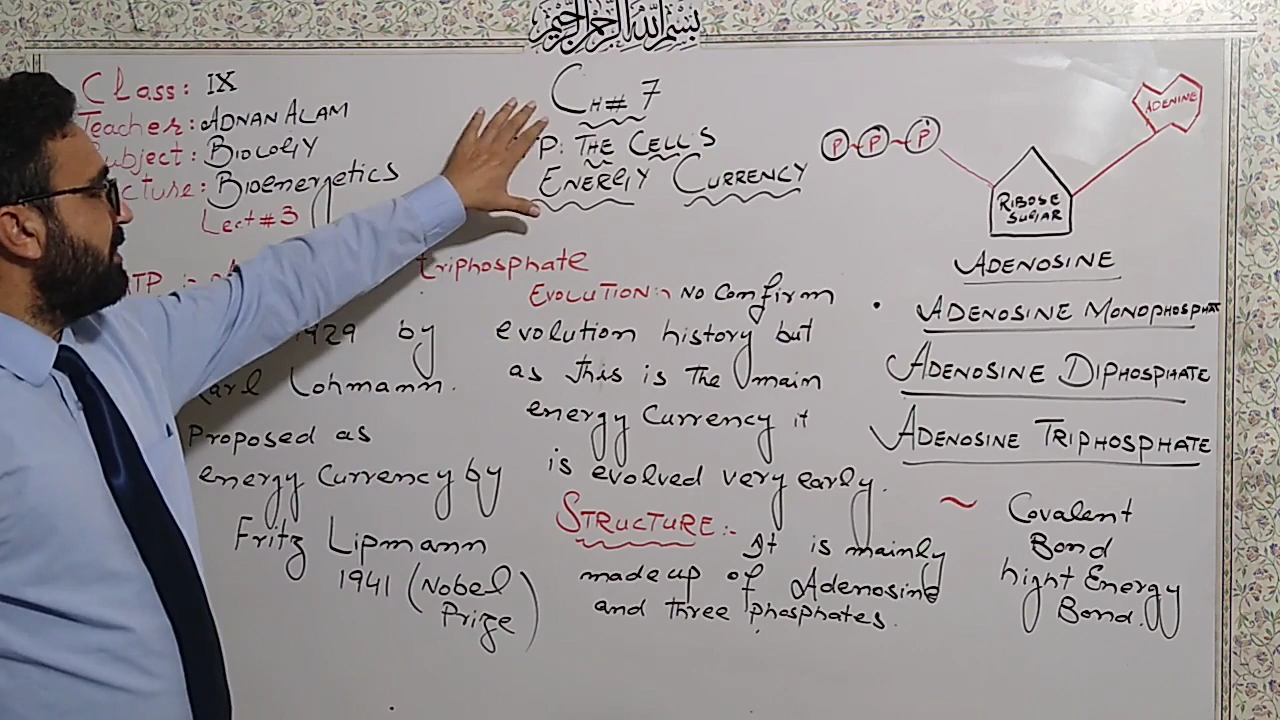 بسم الله الرحمن الرحيم
Class: IX
Teacher: ADNAN ALAM
Subject: BIOLOGY
cture: Bioenergetics
Lect # 3
CH# 7
P: THE CELL'S
ENERGY CURRENCY
P ~ P ~ P
RIBOSE
SUGAR
ADENINE
ATP :-
triphosphate
1929 by
arl Lohmann.
Proposed as
energy Currency by
Fritz Lipmann
1941 (Nobel
Prize)
EVOLUTION:- No Confirm
evolution history but
as this is The main
energy Currency it
is evolved very early.
STRUCTURE:- It is mainly
made up of Adenosine
and three phosphates.
ADENOSINE
• ADENOSINE MONOPHOSPHAT
ADENOSINE DIPHOSPHATE
ADENOSINE TRIPHOSPHATE
~ Covalent
Bond
hight Energy
Bond.